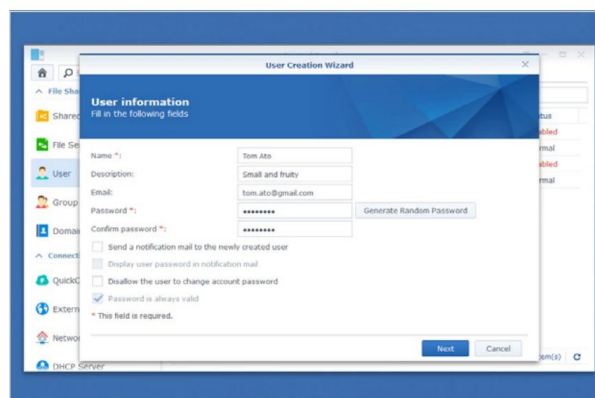 User Creation Wizard
User information
Fill in the following fields
Name *: Tom Ato
Description: Small and fruity
Email: tom.ato@gmail.com
Password *: •••••••• Generate Random Password
Confirm password *: ••••••••
Send a notification mail to the newly created user
Display user password in notification mail
Disallow the user to change account password
Password is always valid
* This field is required.
Next Cancel
File Sha
Shared
File Se
User
Group
Domai
Connecti
QuickC
Extern
Networ
DHCP Server
tus
abled
rmal
abled
rmal
em(s)